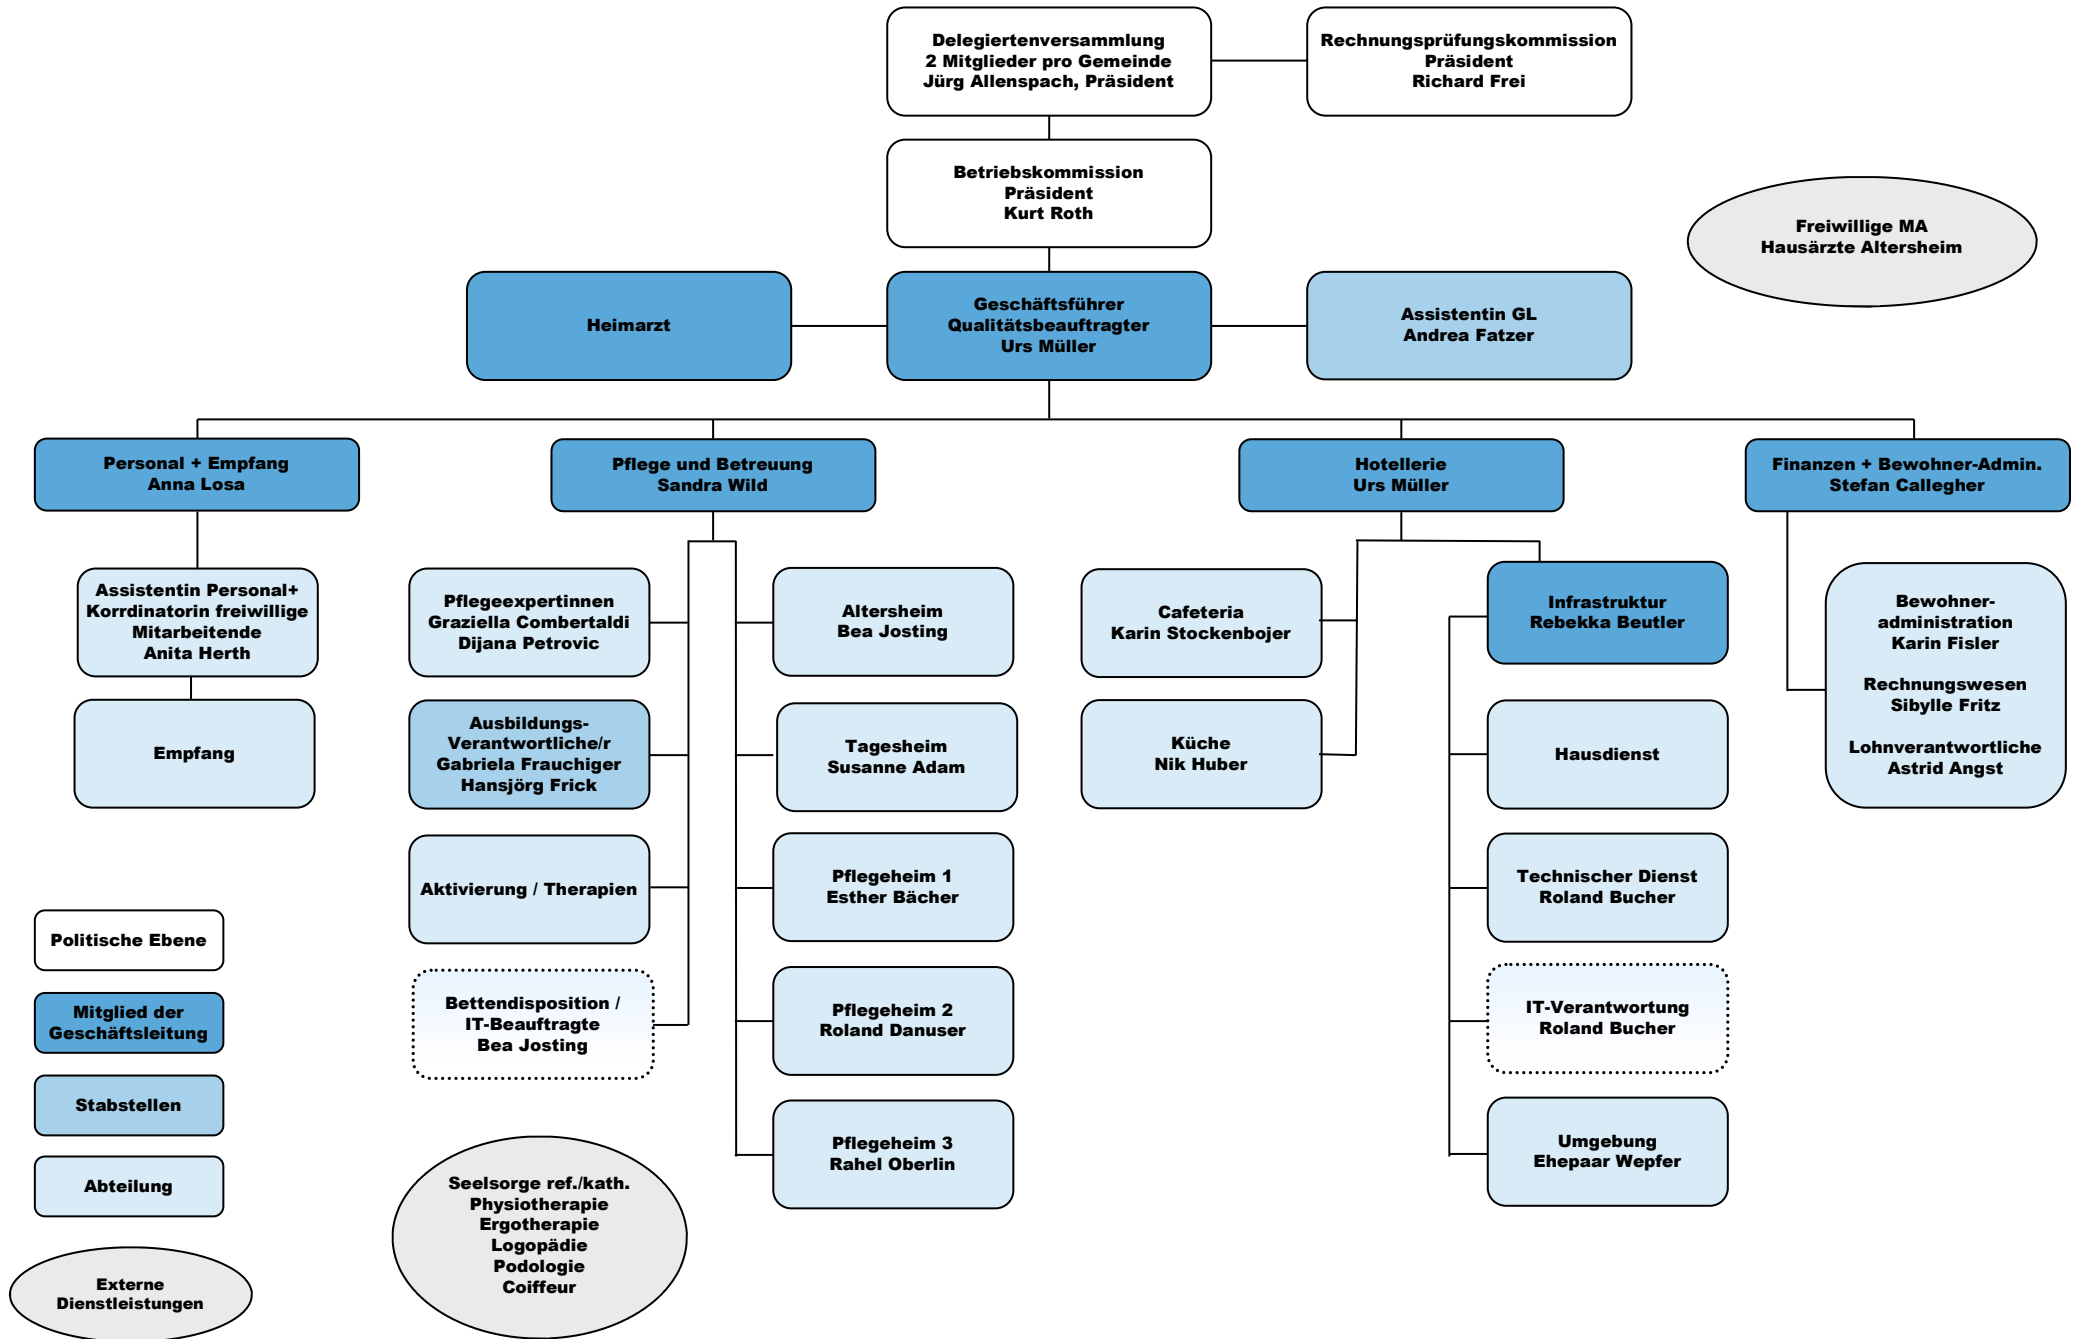 Delegiertenversammlung
2 Mitglieder pro Gemeinde
Jürg Allenspach, Präsident
Rechnungsprüfungskommission
Präsident
Richard Frei
Betriebskommission
Präsident
Kurt Roth
Freiwillige MA
Hausärzte Altersheim
Heimarzt
Geschäftsführer
Qualitätsbeauftragter
Urs Müller
Assistentin GL
Andrea Fatzer
Personal + Empfang
Anna Losa
Pflege und Betreuung
Sandra Wild
Hotellerie
Urs Müller
Finanzen + Bewohner-Admin.
Stefan Callegher
Assistentin Personal+
Korrdinatorin freiwillige
Mitarbeitende
Anita Herth
Empfang
Pflegeexpertinnen
Graziella Combertaldi
Dijana Petrovic
Ausbildungs-
Verantwortliche/r
Gabriela Frauchiger
Hansjörg Frick
Aktivierung / Therapien
Bettendisposition /
IT-Beauftragte
Bea Josting
Altersheim
Bea Josting
Tagesheim
Susanne Adam
Pflegeheim 1
Esther Bächer
Pflegeheim 2
Roland Danuser
Pflegeheim 3
Rahel Oberlin
Cafeteria
Karin Stockenbojer
Küche
Nik Huber
Infrastruktur
Rebekka Beutler
Hausdienst
Technischer Dienst
Roland Bucher
IT-Verantwortung
Roland Bucher
Umgebung
Ehepaar Wepfer
Bewohner-
administration
Karin Fisler
Rechnungswesen
Sibylle Fritz
Lohnverantwortliche
Astrid Angst
Politische Ebene
Mitglied der
Geschäftsleitung
Stabstellen
Abteilung
Externe
Dienstleistungen
Seelsorge ref./kath.
Physiotherapie
Ergotherapie
Logopädie
Podologie
Coiffeur